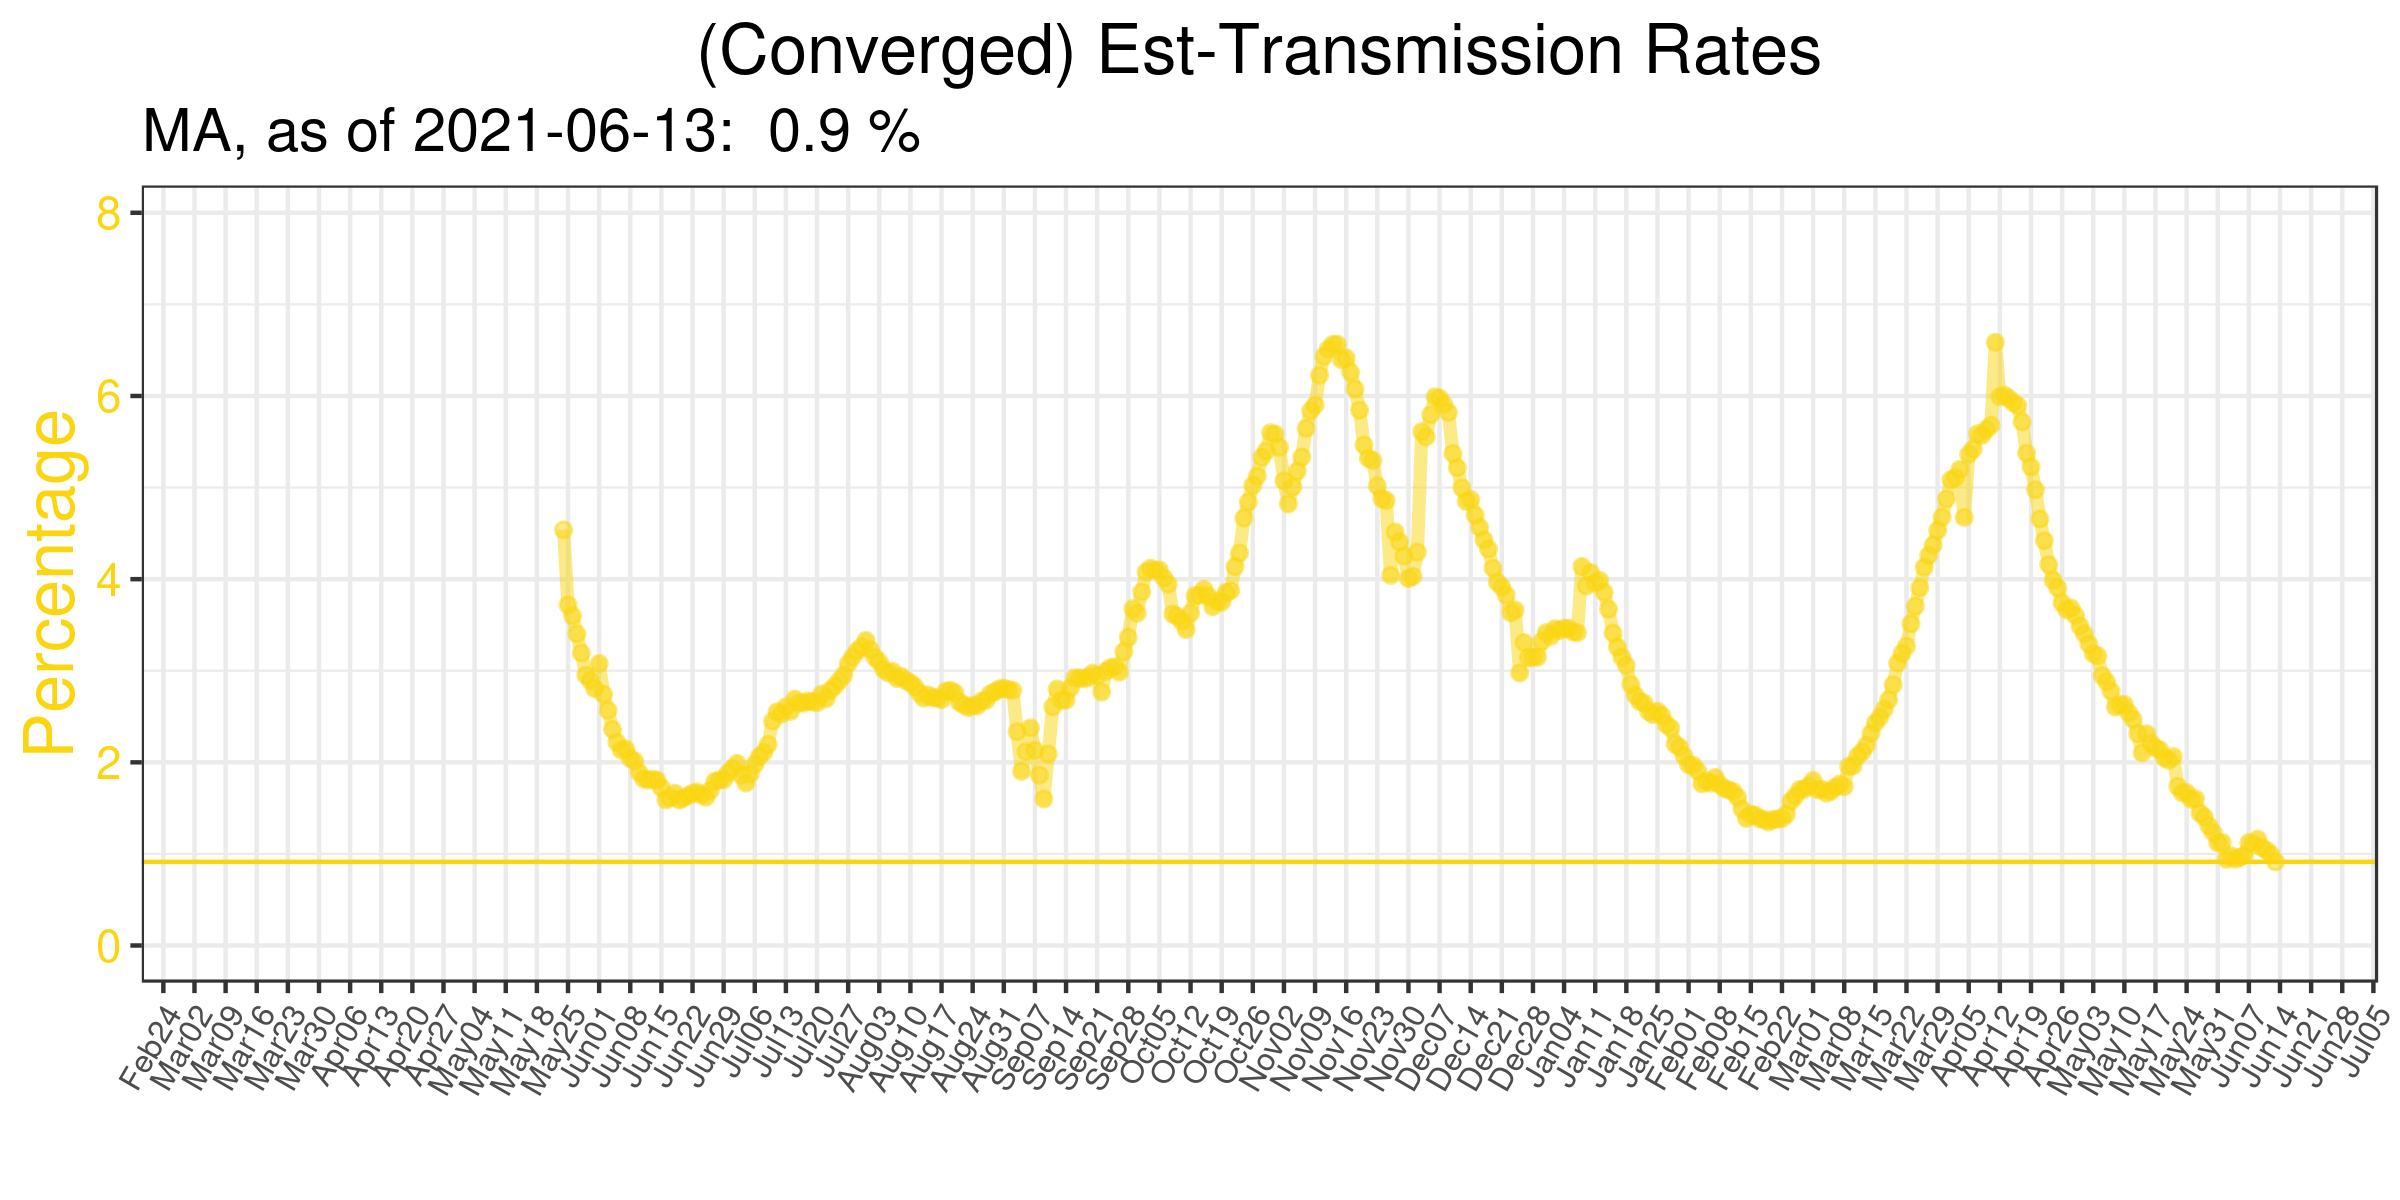 (Converged) Est-Transmission Rates
MA, as of 2021-06-13:  0.9 %
Percentage
8
6
4
2
0
Feb24
Mar02
Mar09
Mar16
Mar23
Mar30
Apr06
Apr13
Apr20
Apr27
May04
May11
May18
May25
Jun01
Jun08
Jun15
Jun22
Jun29
Jul06
Jul13
Jul20
Jul27
Aug03
Aug10
Aug17
Aug24
Aug31
Sep07
Sep14
Sep21
Sep28
Oct05
Oct12
Oct19
Oct26
Nov02
Nov09
Nov16
Nov23
Nov30
Dec07
Dec14
Dec21
Dec28
Jan04
Jan11
Jan18
Jan25
Feb01
Feb08
Feb15
Feb22
Mar01
Mar08
Mar15
Mar22
Mar29
Apr05
Apr12
Apr19
Apr26
May03
May10
May17
May24
May31
Jun07
Jun14
Jun21
Jun28
Jul05